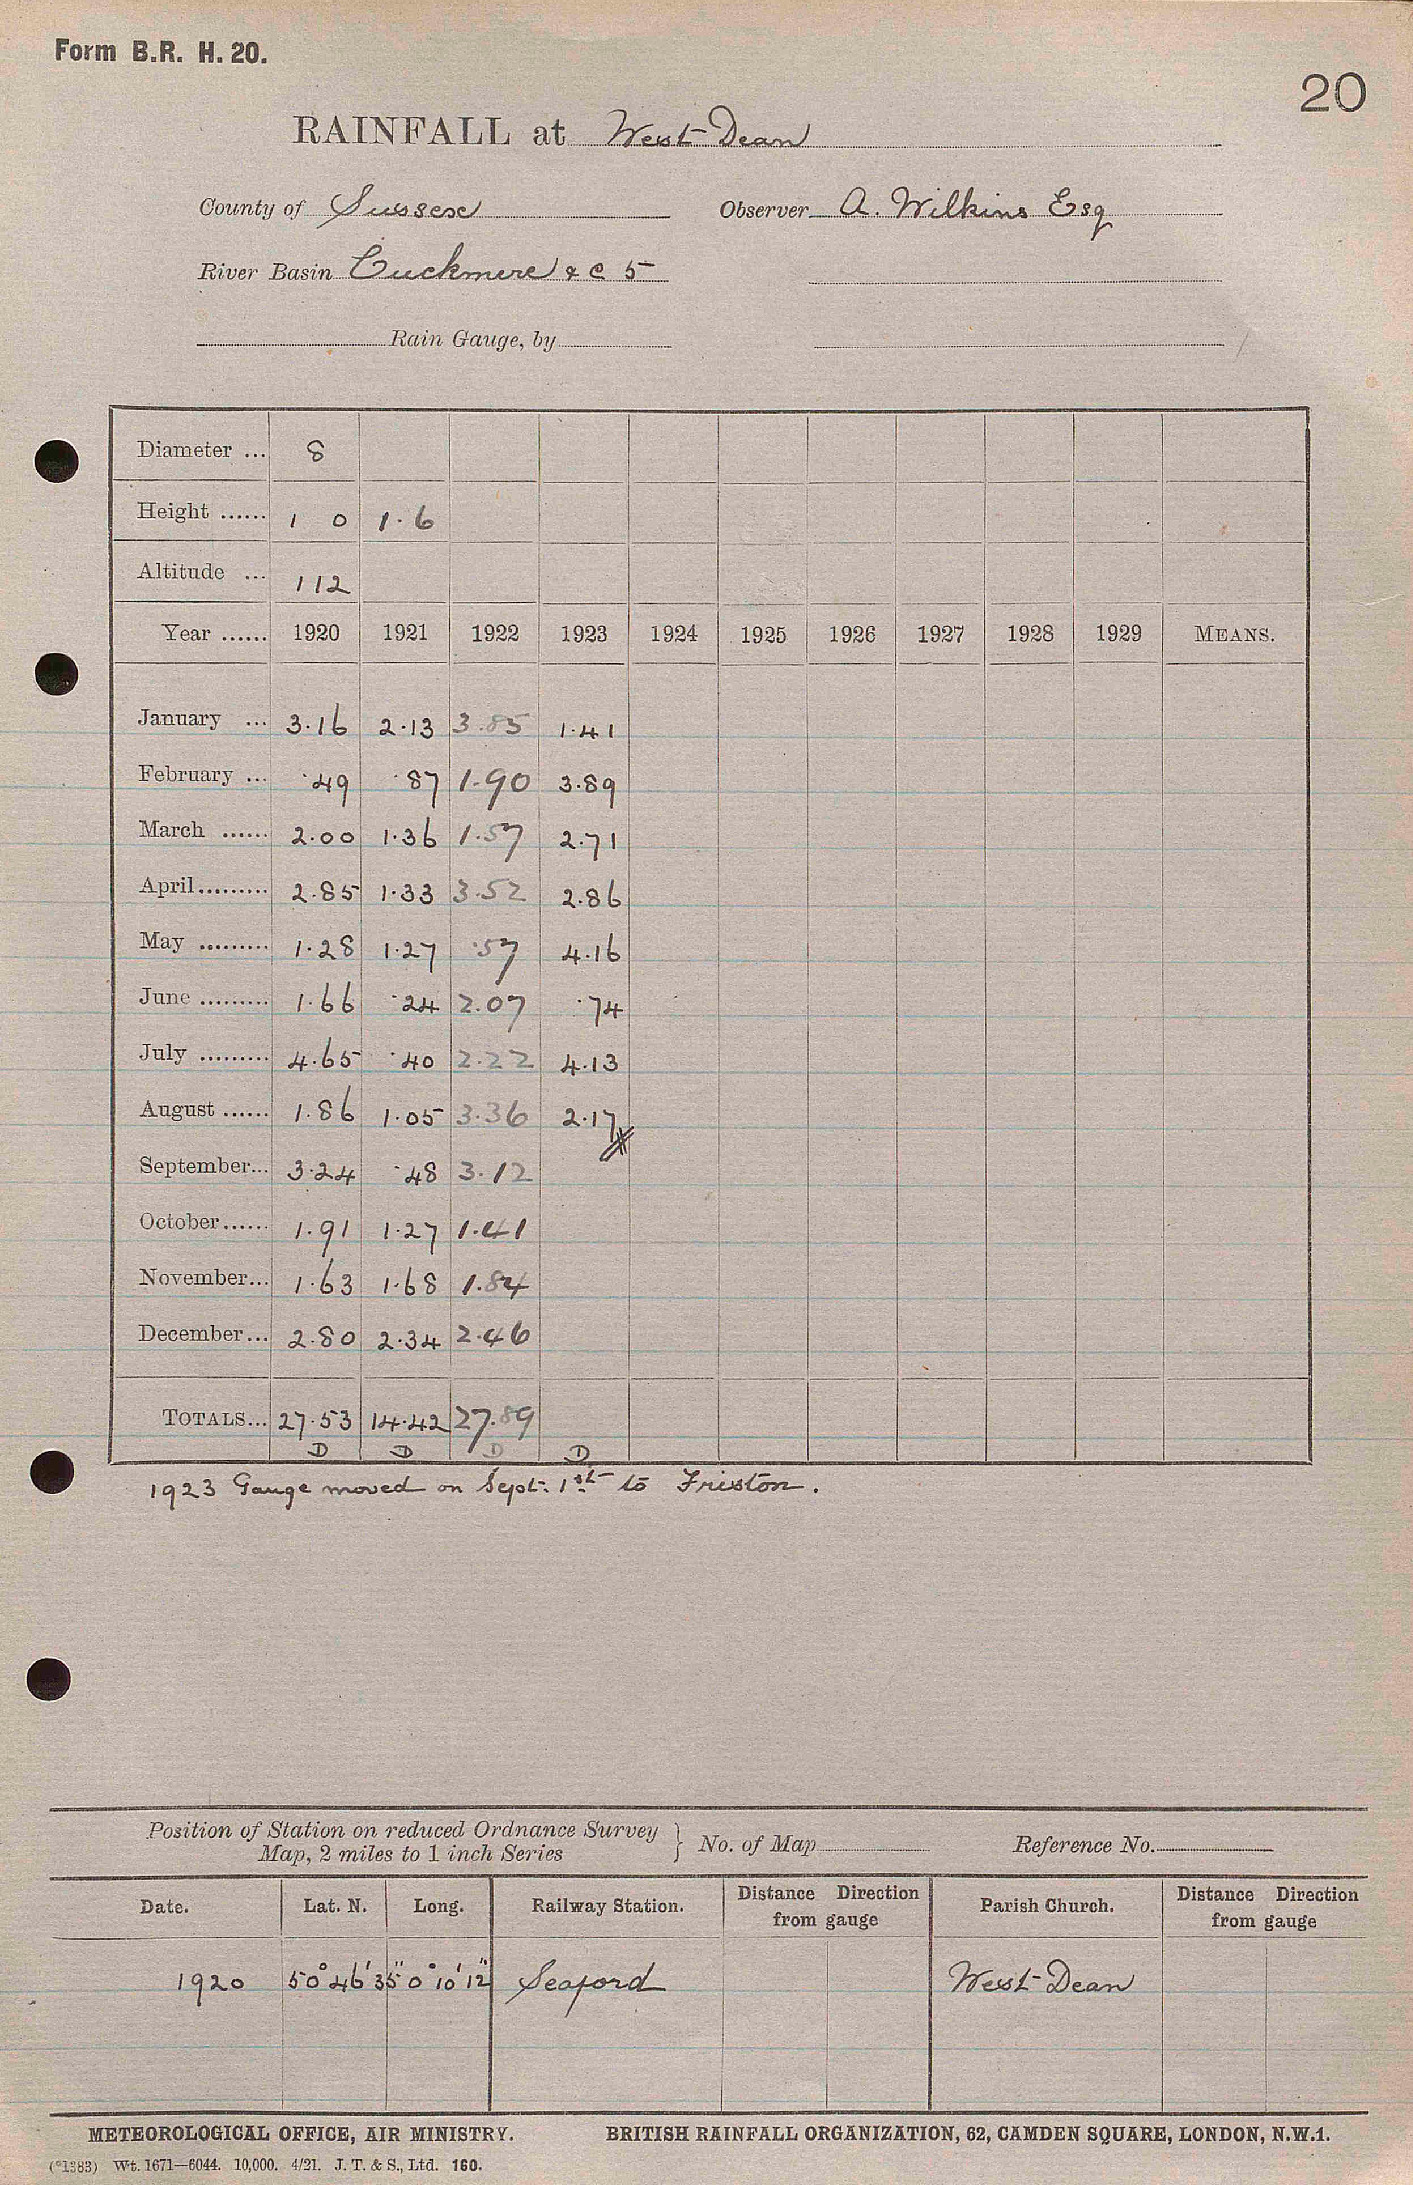 Form B.R. H. 20.
20
RAINFALL at West Dean
County of Sussex Observer A. Wilkins Esq
River Basin Cuckmere & C 5
Rain Gauge, by
Diameter ... 8
Height ...... 1 0 1.6
Altitude ... 112
Year ...... 1920 1921 1922 1923 1924 1925 1926 1927 1928 1929 MEANS.
January ... 3.16 2.13 3.85 1.41
February ... .49 .87 1.90 3.89
March ...... 2.00 1.36 1.57 2.71
April......... 2.85 1.33 3.52 2.86
May ......... 1.28 1.27 .57 4.16
June ......... 1.66 .24 2.07 .74
July ......... 4.65 .40 2.22 4.13
August ...... 1.86 1.05 3.36 2.17
September... 3.24 .48 3.12
October...... 1.91 1.27 1.41
November... 1.63 1.68 1.84
December... 2.80 2.34 2.46
TOTALS... 27.53 14.42 27.89
D D D D
1923 Gauge moved on Sept. 1st to Friston.
Position of Station on reduced Ordnance Survey
Map, 2 miles to 1 inch Series } No. of Map Reference No.
Date. Lat. N. Long. Railway Station. Distance Direction from gauge Parish Church. Distance Direction from gauge
1920 50° 46' 35" 0° 10' 12" Seaford West Dean
METEOROLOGICAL OFFICE, AIR MINISTRY. BRITISH RAINFALL ORGANIZATION, 62, CAMDEN SQUARE, LONDON, N.W.1.
(*1383) Wt. 1671—6044. 10,000. 4/21. J. T. & S., Ltd. 160.